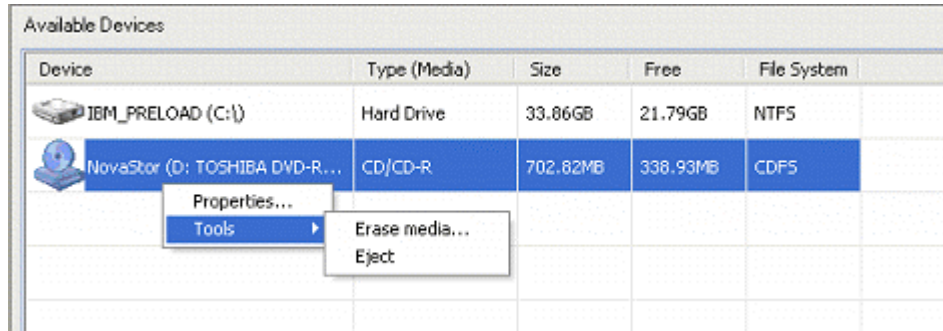 Available Devices
Device Type (Media) Size Free File System
IBM_PRELOAD (C:\) Hard Drive 33.86GB 21.79GB NTFS
NovaStor (D: TOSHIBA DVD-R... CD/CD-R 702.82MB 338.93MB CDFS
Properties...
Tools Erase media...
Eject